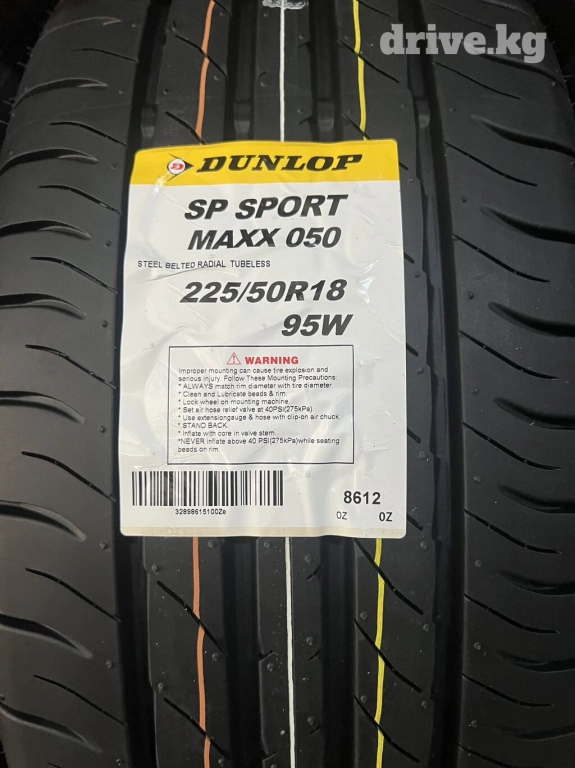 drive.kg
DUNLOP
SP SPORT
MAXX 050
STEEL BELTED RADIAL TUBELESS
225/50R18
95W
WARNING
Improper mounting can cause tire explosion and
serious injury. Follow These Mounting Precautions:
* ALWAYS match rim diameter with tire diameter
* Clean and Lubricate beads & rim.
* Lock wheel on mounting machine.
* Set air hose relief valve at 40PSI(275kPa)
* Use extensiongauge & hose with clip-on air chuck
* STAND BACK.
* Inflate with core in valve stem.
*NEVER inflate above 40 PSI(275kPa)while seating
beads on rim.
32898615100Ze
8612
0Z 0Z